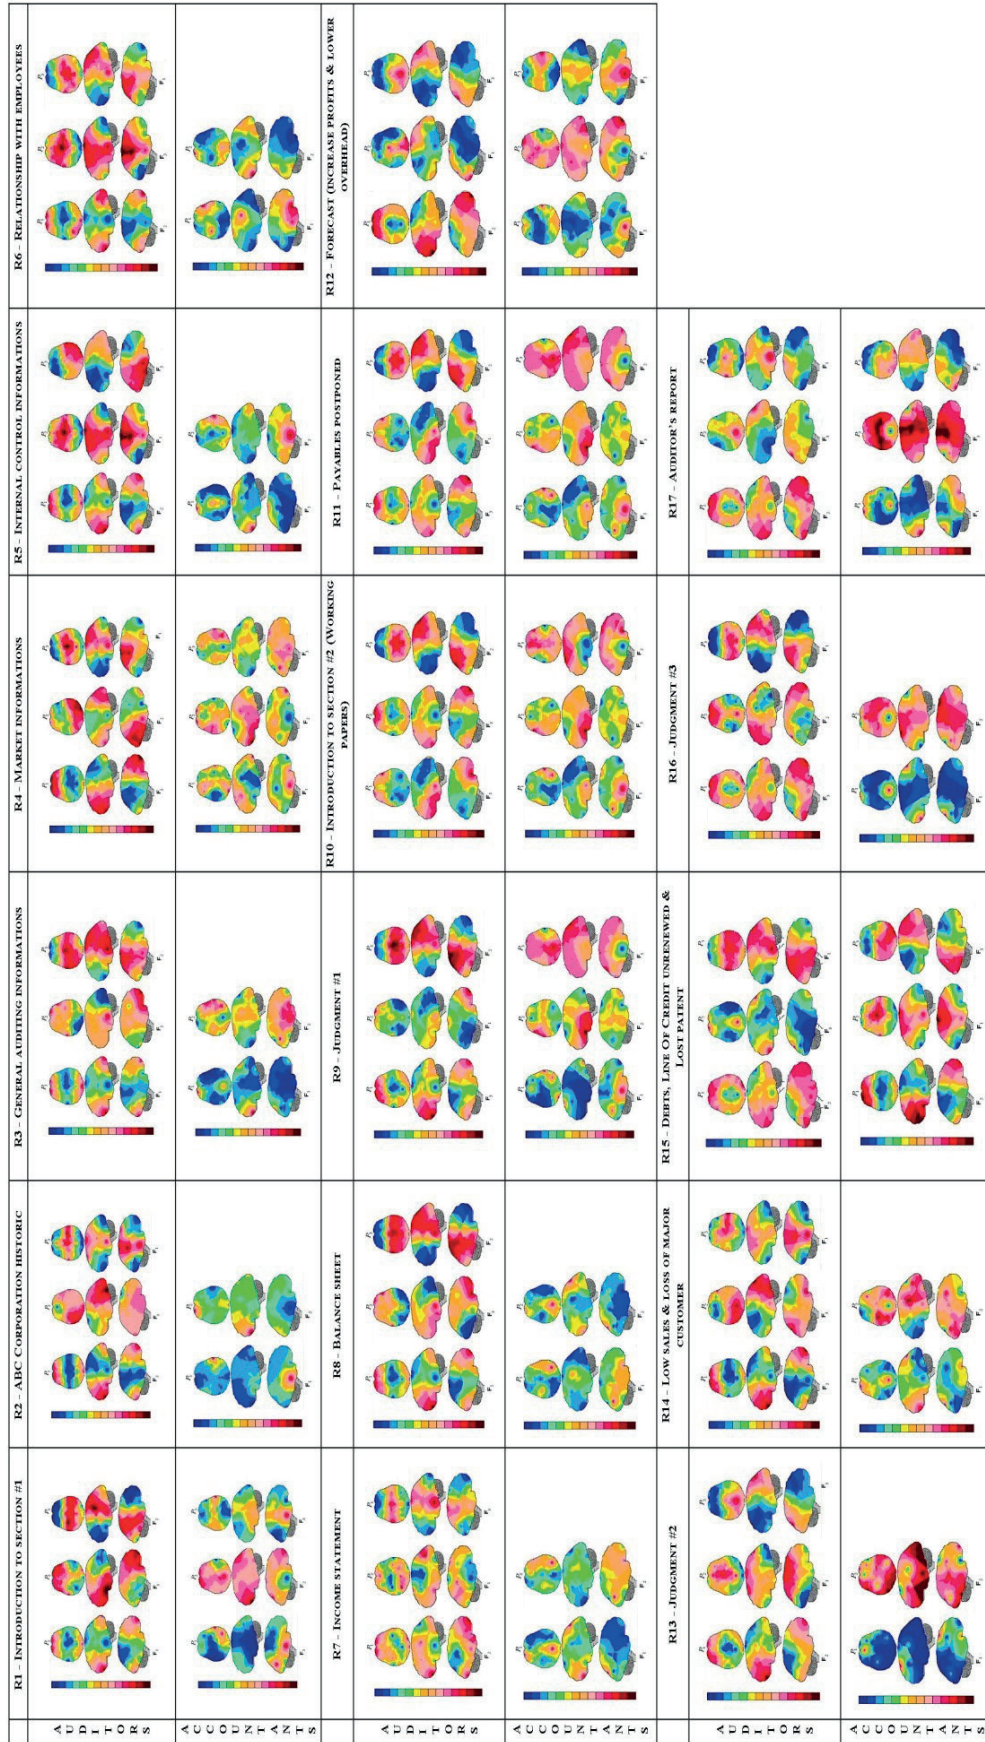 R1 – INTRODUCTION TO SECTION #1
R2 – ABC CORPORATION HISTORIC
R3 – GENERAL AUDITING INFORMATIONS
R4 – MARKET INFORMATIONS
R5 – INTERNAL CONTROL INFORMATIONS
R6 – RELATIONSHIP WITH EMPLOYEES
AUDITORS
ACCOUNTANTS
R7 – INCOME STATEMENT
R8 – BALANCE SHEET
R9 – JUDGMENT #1
R10 – INTRODUCTION TO SECTION #2 (WORKING
PAPERS)
R11 – PAYABLES POSTPONED
R12 – FORECAST (INCREASE PROFITS & LOWER
OVERHEAD)
AUDITORS
ACCOUNTANTS
R13 – JUDGMENT #2
R14 – LOW SALES & LOSS OF MAJOR
CUSTOMER
R15 – DEBTS, LINE OF CREDIT UNRENEWED &
LOST PATENT
R16 – JUDGMENT #3
R17 – AUDITOR'S REPORT
AUDITORS
ACCOUNTANTS